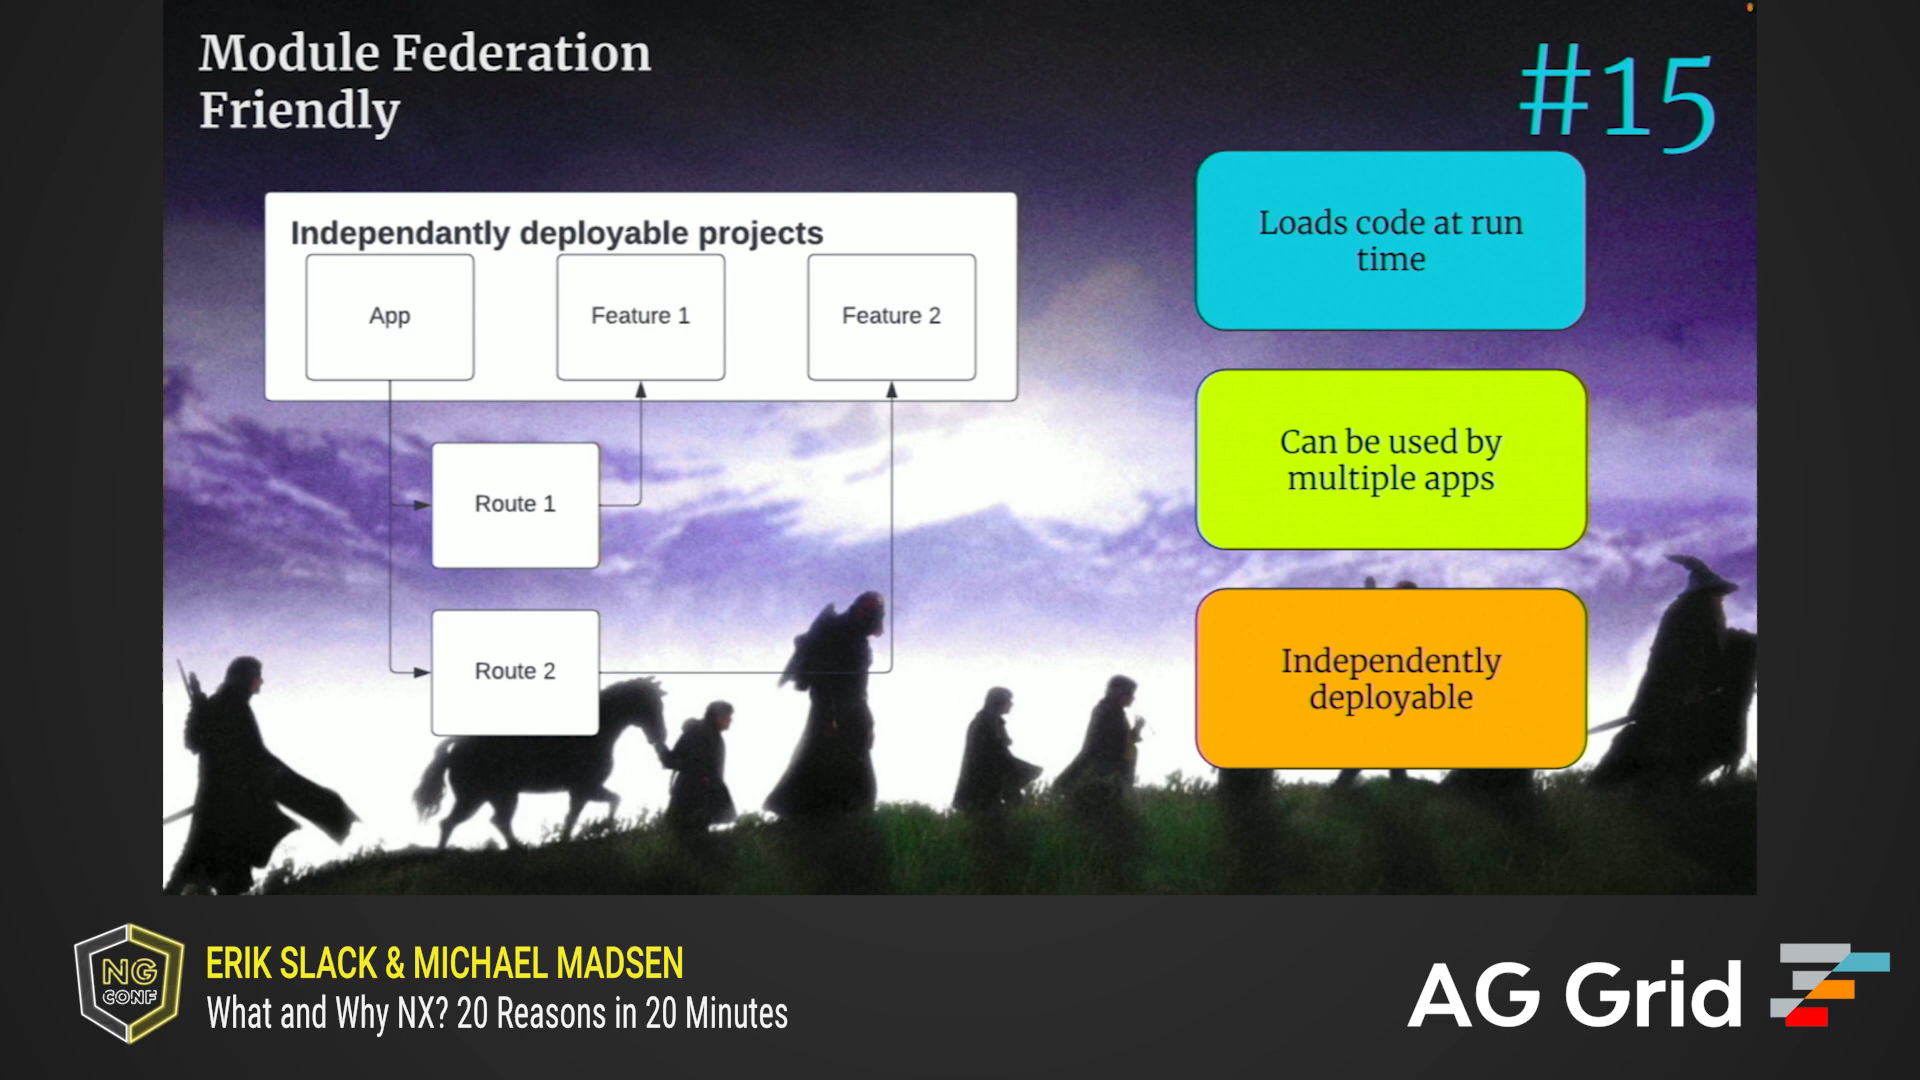 Module Federation
Friendly
#15
Independantly deployable projects
App
Feature 1
Feature 2
Route 1
Route 2
Loads code at run
time
Can be used by
multiple apps
Independently
deployable
NG
CONF
ERIK SLACK & MICHAEL MADSEN
What and Why NX? 20 Reasons in 20 Minutes
AG Grid